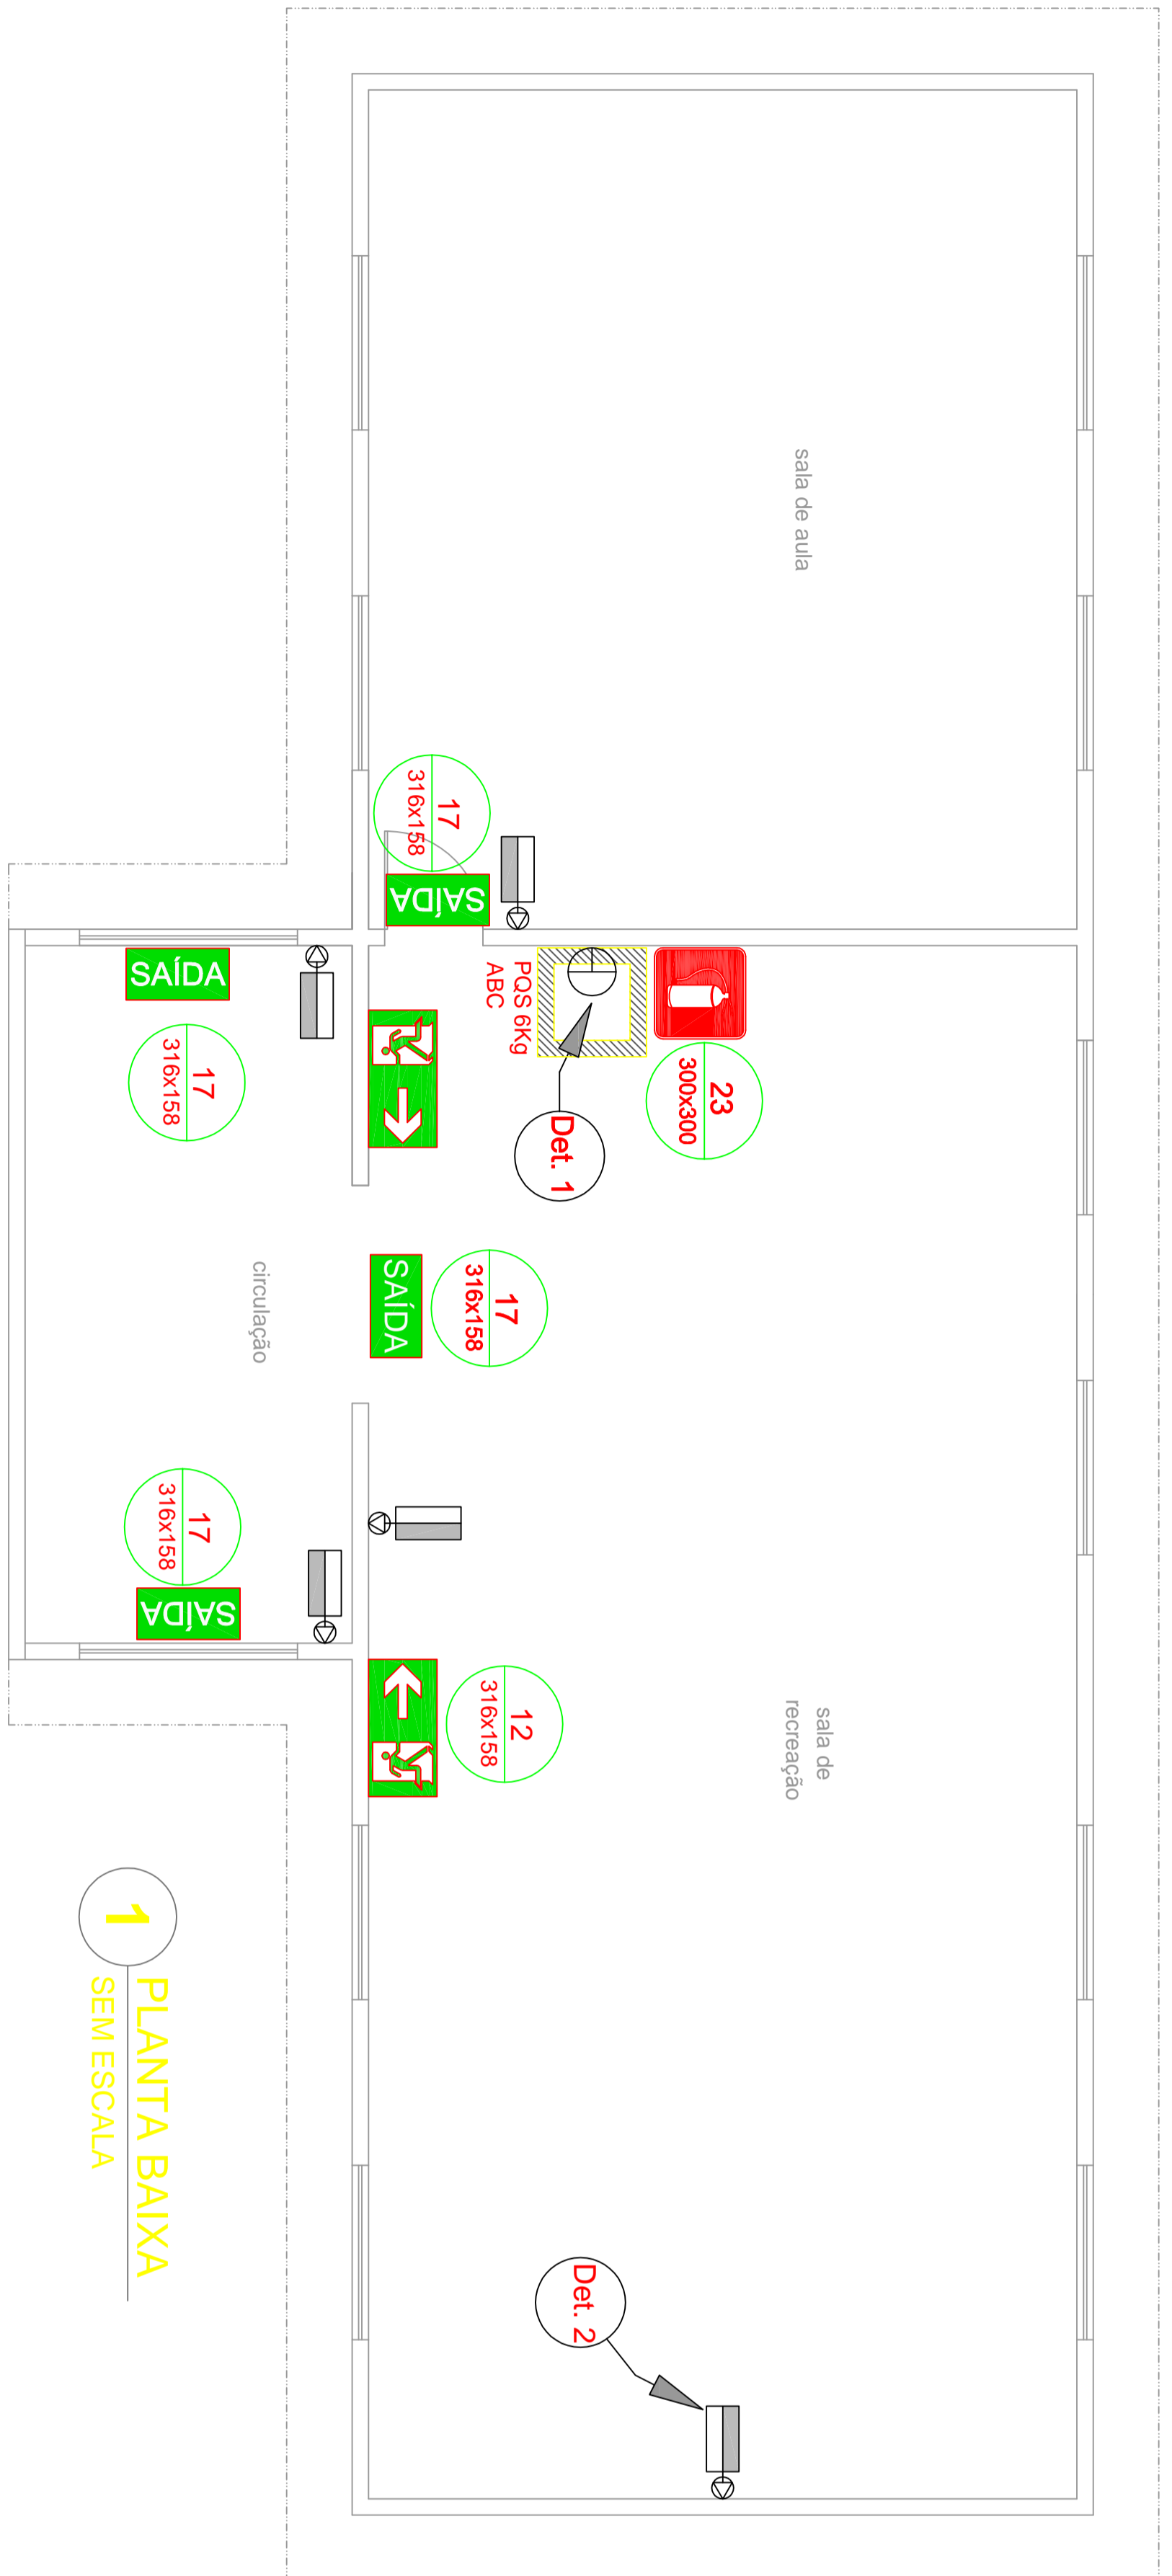 sala de aula
17
316x158
SAÍDA
SAÍDA
17
316x158
PQS 6Kg
ABC
23
300x300
Det. 1
17
316x158
SAÍDA
circulação
17
316x158
SAÍDA
12
316x158
sala de
recreação
Det. 2
1
PLANTA BAIXA
SEM ESCALA